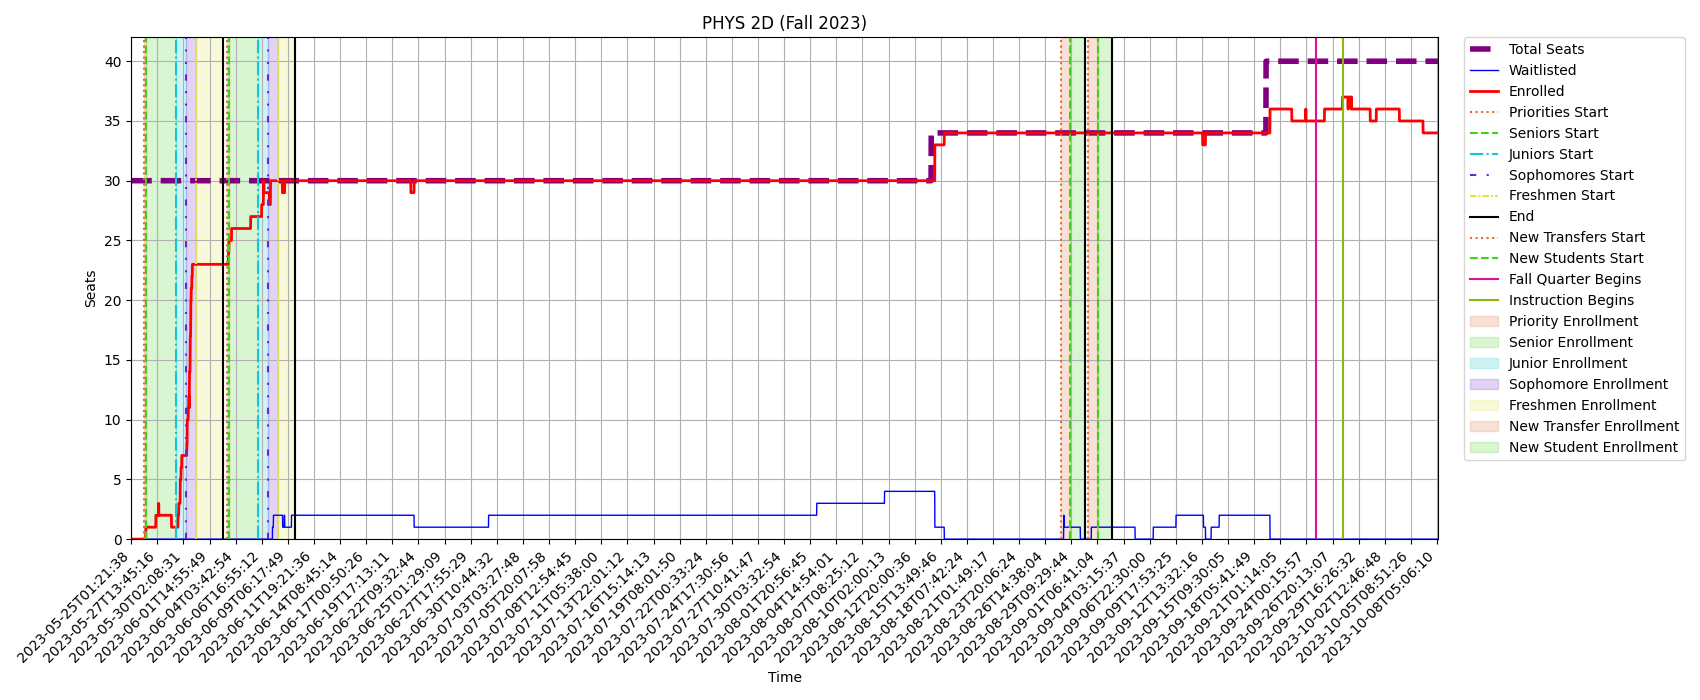 PHYS 2D (Fall 2023)
Seats
40
35
30
25
20
15
10
5
0
2023-05-25T01:21:38
2023-05-27T13:45:16
2023-05-30T02:08:31
2023-06-01T14:55:49
2023-06-04T03:42:54
2023-06-06T16:55:12
2023-06-09T06:17:49
2023-06-11T19:21:36
2023-06-14T08:45:14
2023-06-17T00:50:26
2023-06-19T17:13:11
2023-06-22T09:32:44
2023-06-25T01:29:09
2023-06-27T17:55:29
2023-06-30T10:44:32
2023-07-03T03:27:48
2023-07-05T20:07:58
2023-07-08T12:54:45
2023-07-11T05:38:00
2023-07-13T22:01:12
2023-07-16T15:14:13
2023-07-19T08:01:50
2023-07-22T00:33:24
2023-07-24T17:30:56
2023-07-27T10:41:47
2023-07-30T03:32:54
2023-08-01T20:56:45
2023-08-04T14:54:01
2023-08-07T08:25:12
2023-08-10T02:00:13
2023-08-12T20:00:36
2023-08-15T13:49:46
2023-08-18T07:42:24
2023-08-21T01:49:17
2023-08-23T20:06:24
2023-08-26T14:38:04
2023-08-29T09:29:44
2023-09-01T06:41:04
2023-09-04T03:15:37
2023-09-06T22:30:00
2023-09-09T17:53:25
2023-09-12T13:32:16
2023-09-15T09:30:05
2023-09-18T05:41:49
2023-09-21T01:14:05
2023-09-24T00:15:57
2023-09-26T20:13:07
2023-09-29T16:26:32
2023-10-02T12:46:48
2023-10-05T08:51:26
2023-10-08T05:06:10
Time
Total Seats
Waitlisted
Enrolled
Priorities Start
Seniors Start
Juniors Start
Sophomores Start
Freshmen Start
End
New Transfers Start
New Students Start
Fall Quarter Begins
Instruction Begins
Priority Enrollment
Senior Enrollment
Junior Enrollment
Sophomore Enrollment
Freshmen Enrollment
New Transfer Enrollment
New Student Enrollment